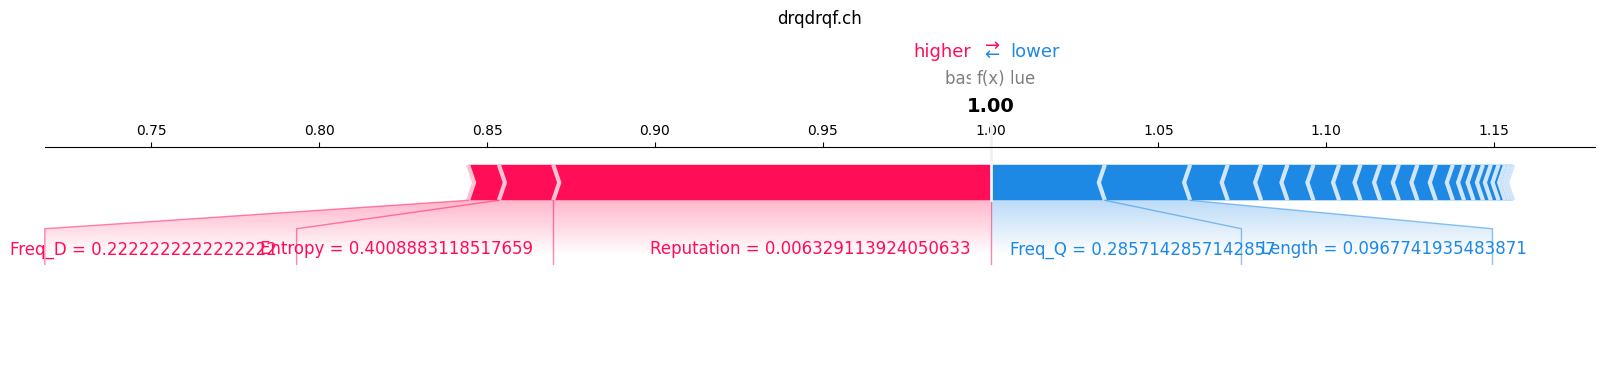 drqdrqf.ch
higher ⇄ lower
bas f(x) lue
1.00
0.75 0.80 0.85 0.90 0.95 1.00 1.05 1.10 1.15
Freq_D = 0.2222222222222222 Entropy = 0.4008883118517659 Reputation = 0.006329113924050633 Freq_Q = 0.2857142857142857 Length = 0.0967741935483871